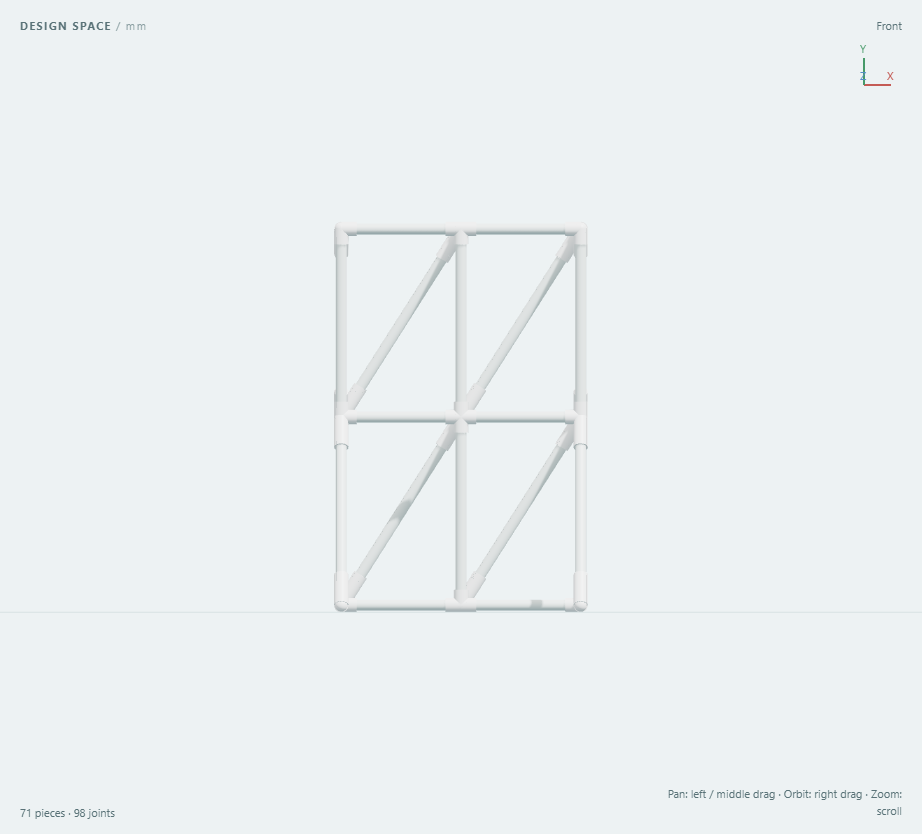 DESIGN SPACE / mm
Front
Y
Z X
71 pieces · 98 joints
Pan: left / middle drag · Orbit: right drag · Zoom:
scroll